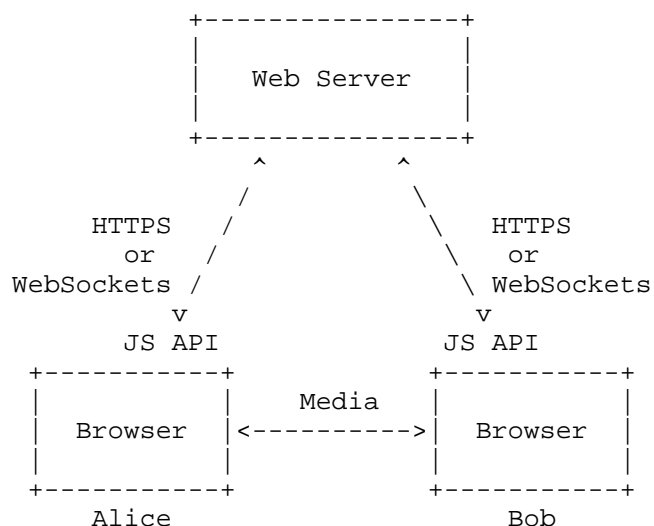 Web Server
HTTPS HTTPS
or or
WebSockets WebSockets
JS API JS API
Media
Browser Browser
Alice Bob